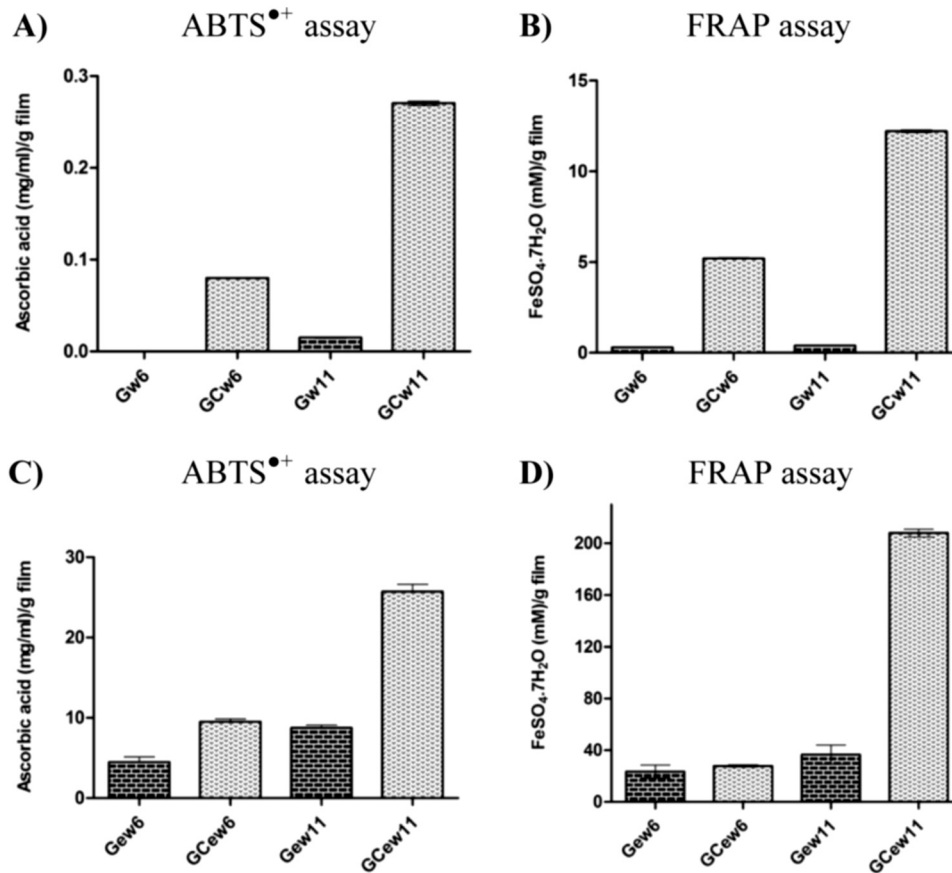 A) ABTS●+ assay
Ascorbic acid (mg/ml)/g film
0.3
0.2
0.1
0.0
Gw6 GCw6 Gw11 GCw11
B) FRAP assay
FeSO4.7H2O (mM)/g film
15
10
5
0
Gw6 GCw6 Gw11 GCw11
C) ABTS●+ assay
Ascorbic acid (mg/ml)/g film
30
20
10
0
Gew6 GCew6 Gew11 GCew11
D) FRAP assay
FeSO4.7H2O (mM)/g film
200
160
120
80
40
0
Gew6 GCew6 Gew11 GCew11